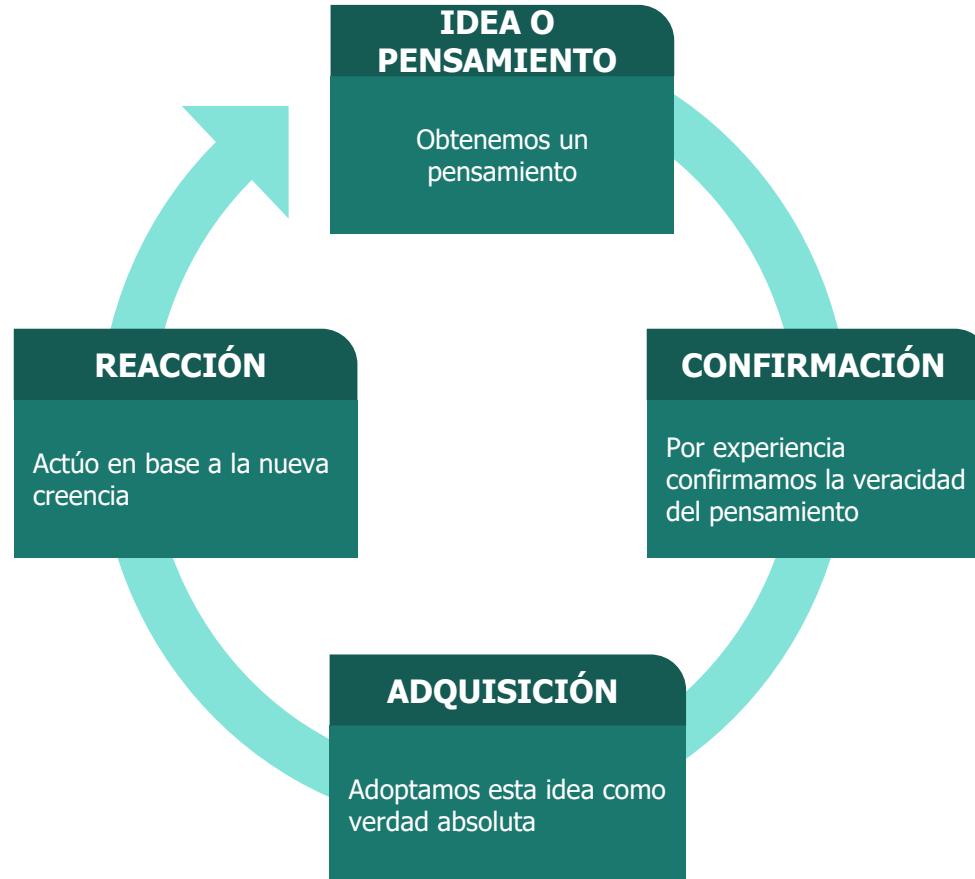 IDEA O
PENSAMIENTO
Obtenemos un
pensamiento
CONFIRMACIÓN
Por experiencia
confirmamos la veracidad
del pensamiento
ADQUISICIÓN
Adoptamos esta idea como
verdad absoluta
REACCIÓN
Actúo en base a la nueva
creencia